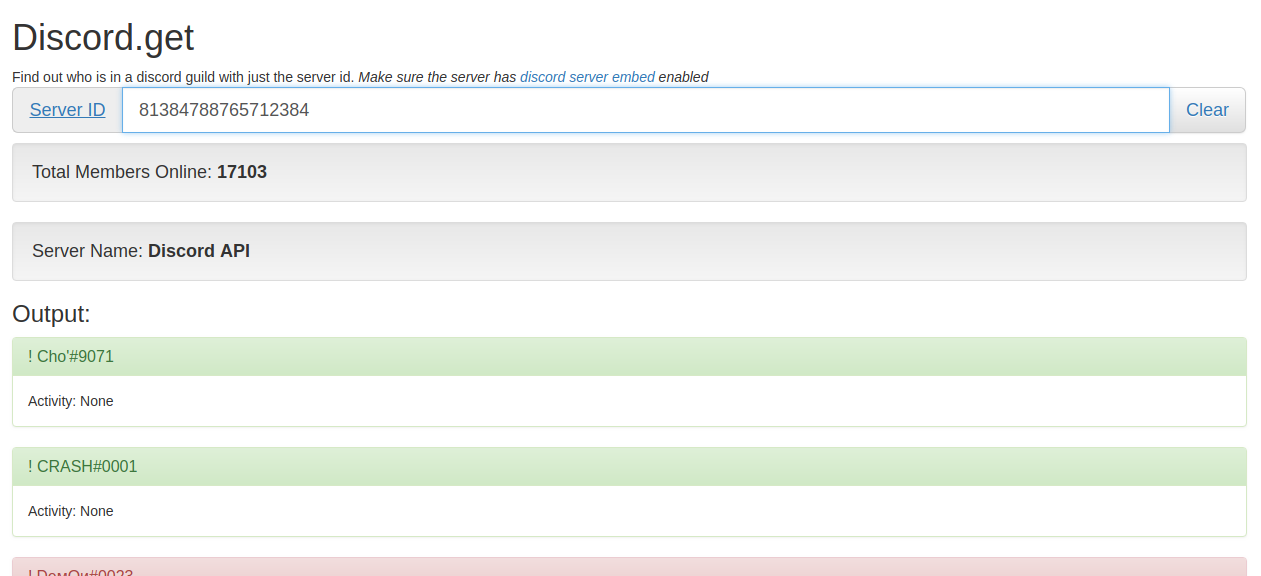 Discord.get
Find out who is in a discord guild with just the server id. Make sure the server has discord server embed enabled
Server ID 81384788765712384 Clear
Total Members Online: 17103
Server Name: Discord API
Output:
! Cho'#9071
Activity: None
! CRASH#0001
Activity: None